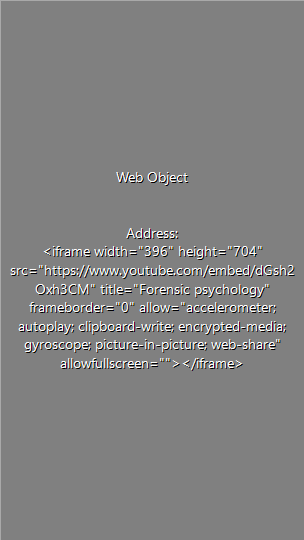 Web Object
Address:
<iframe width="396" height="704"
src="https://www.youtube.com/embed/dGsh2
Oxh3CM" title="Forensic psychology"
frameborder="0" allow="accelerometer;
autoplay; clipboard-write; encrypted-media;
gyroscope; picture-in-picture; web-share"
allowfullscreen=""></iframe>